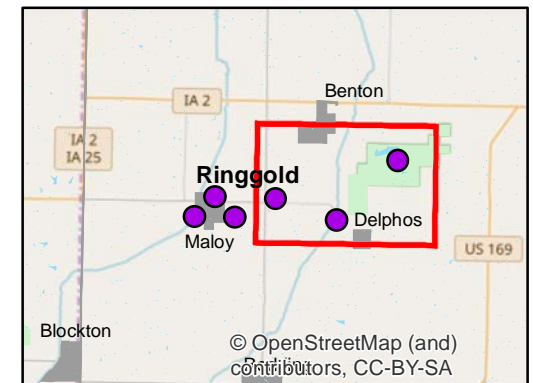 Benton
IA 2
IA 2
IA 25
Ringgold
Delphos
Maloy
US 169
Blockton
© OpenStreetMap (and)
contributors, CC-BY-SA